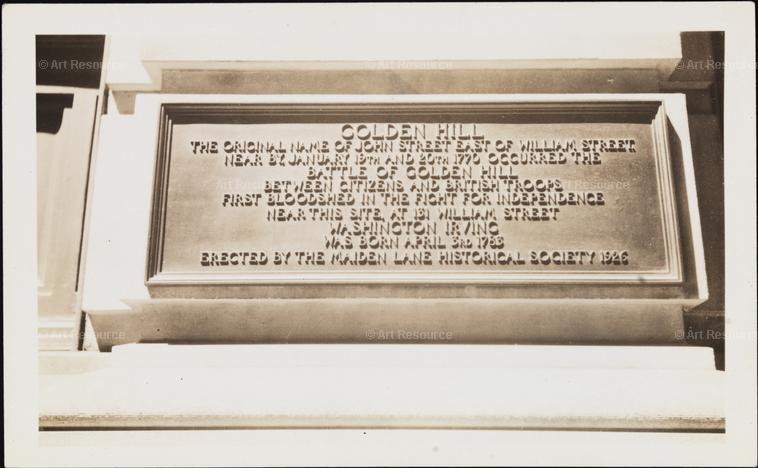 © Art Resource © Art Resource © Art Resource
GOLDEN HILL
THE ORIGINAL NAME OF JOHN STREET EAST OF WILLIAM STREET
NEAR BY, JANUARY 19TH AND 20TH 1770 OCCURRED THE
BATTLE OF GOLDEN HILL
BETWEEN CITIZENS AND BRITISH TROOPS
FIRST BLOODSHED IN THE FIGHT FOR INDEPENDENCE
NEAR THIS SITE, AT 131 WILLIAM STREET
WASHINGTON IRVING
WAS BORN APRIL 3RD 1783
ERECTED BY THE MAIDEN LANE HISTORICAL SOCIETY 1926
© Art Resource © Art Resource © Art Resource